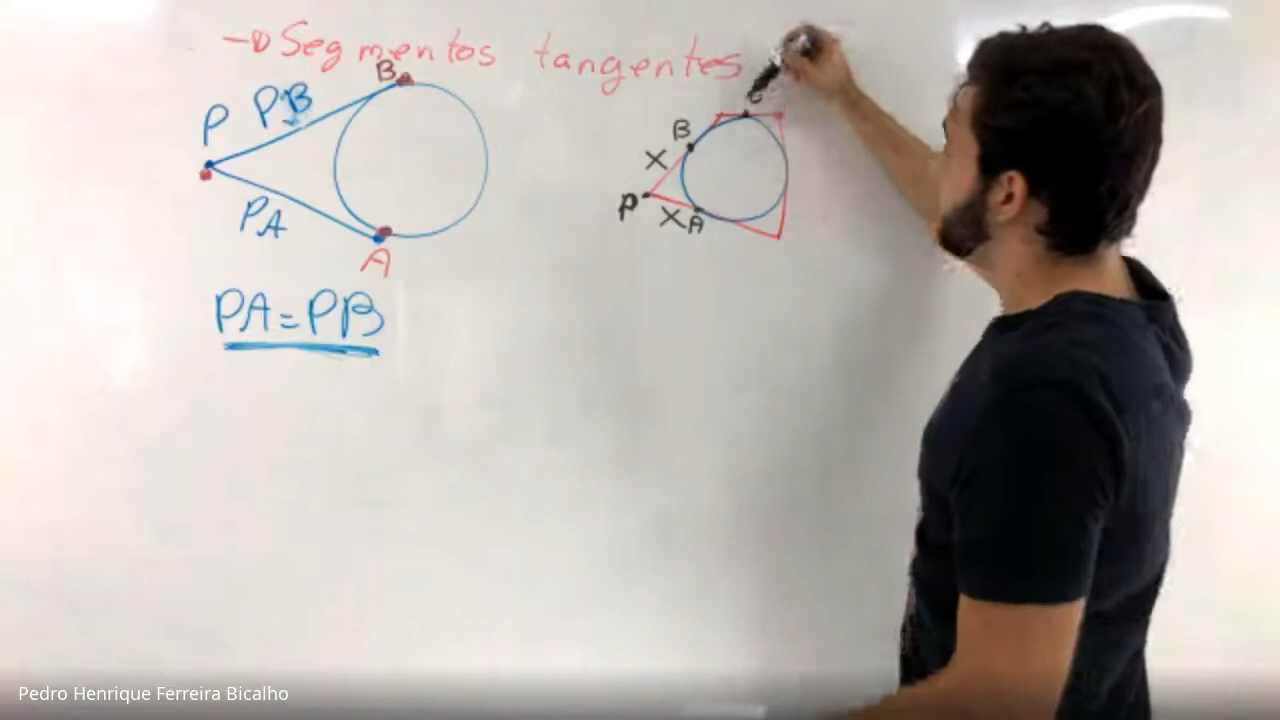 → Segmentos tangentes
B
P PB
PA
A
PA=PB
B
X
P X A
Pedro Henrique Ferreira Bicalho